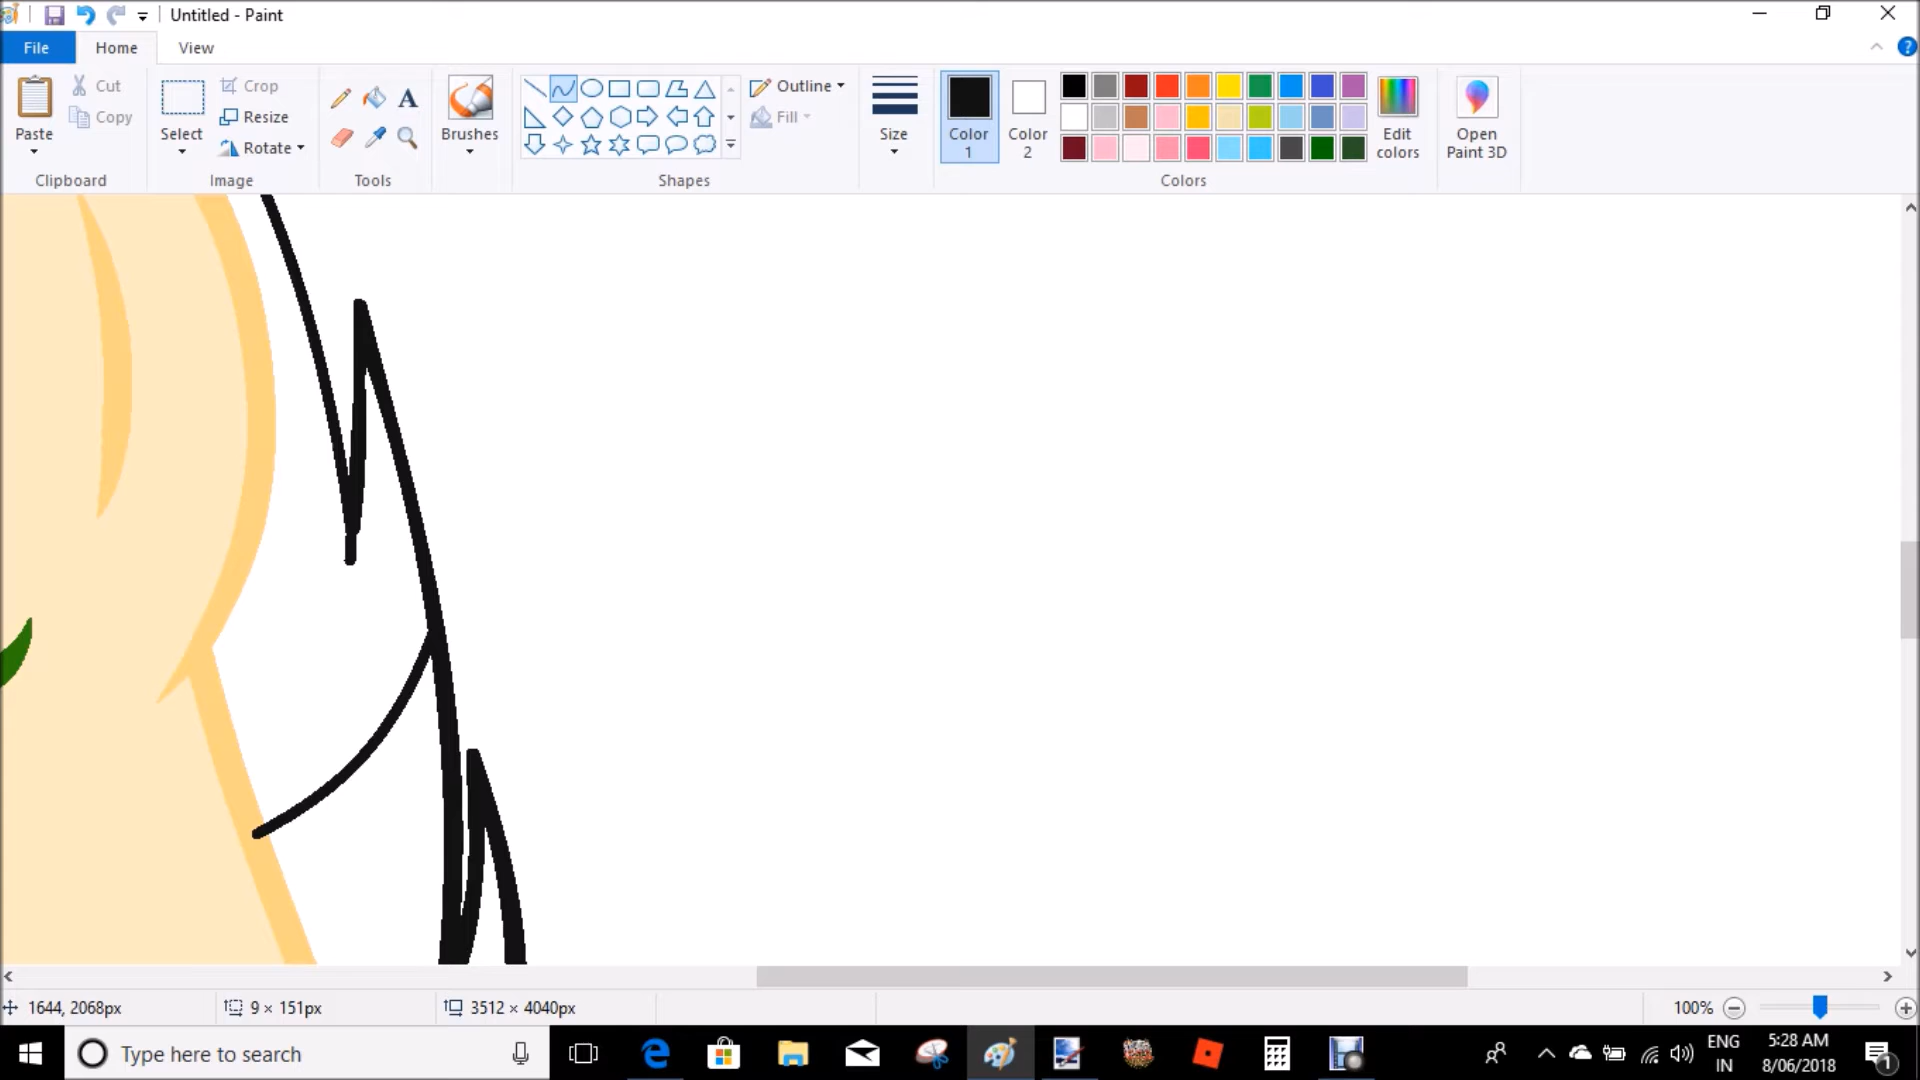 Untitled - Paint
File Home View
Paste
Cut
Copy
Clipboard
Select
Crop
Resize
Rotate
Image
A
Tools
Brushes
Outline
Fill
Shapes
Size
Color
1
Color
2
Colors
Edit
colors
Open
Paint 3D
1644, 2068px
9 × 151px
3512 × 4040px
100%
Type here to search
ENG
IN
5:28 AM
8/06/2018
1